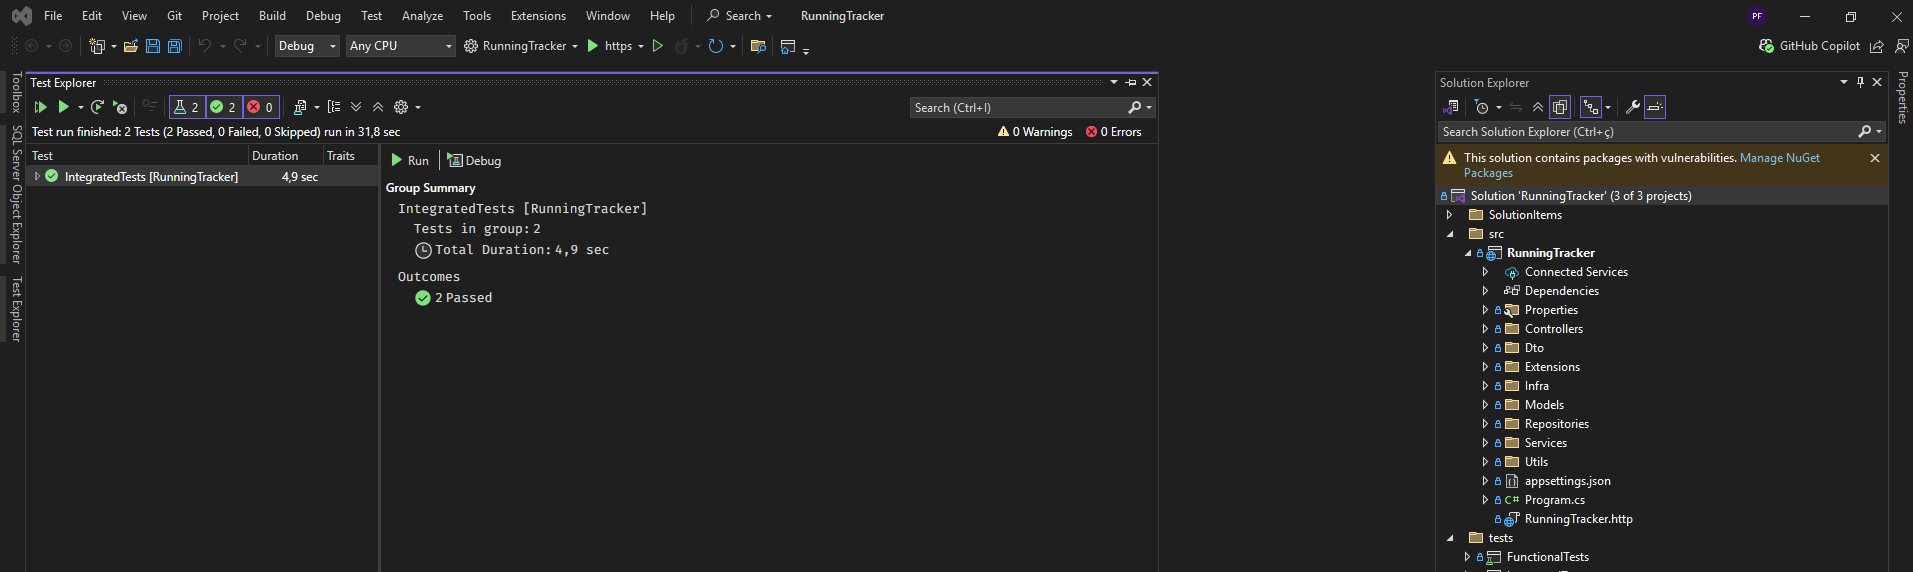 File Edit View Git Project Build Debug Test Analyze Tools Extensions Window Help Search RunningTracker PF
Debug Any CPU RunningTracker https GitHub Copilot
Toolbox
SQL Server Object Explorer
Test Explorer
Test Explorer
2 2 0 Search (Ctrl+I)
Test run finished: 2 Tests (2 Passed, 0 Failed, 0 Skipped) run in 31,8 sec 0 Warnings 0 Errors
Test Duration Traits
IntegratedTests [RunningTracker] 4,9 sec
Run Debug
Group Summary
IntegratedTests [RunningTracker]
Tests in group: 2
Total Duration: 4,9 sec
Outcomes
2 Passed
Solution Explorer
Search Solution Explorer (Ctrl+ç)
This solution contains packages with vulnerabilities. Manage NuGet
Packages
Solution 'RunningTracker' (3 of 3 projects)
SolutionItems
src
RunningTracker
Connected Services
Dependencies
Properties
Controllers
Dto
Extensions
Infra
Models
Repositories
Services
Utils
appsettings.json
C# Program.cs
RunningTracker.http
tests
FunctionalTests
Properties